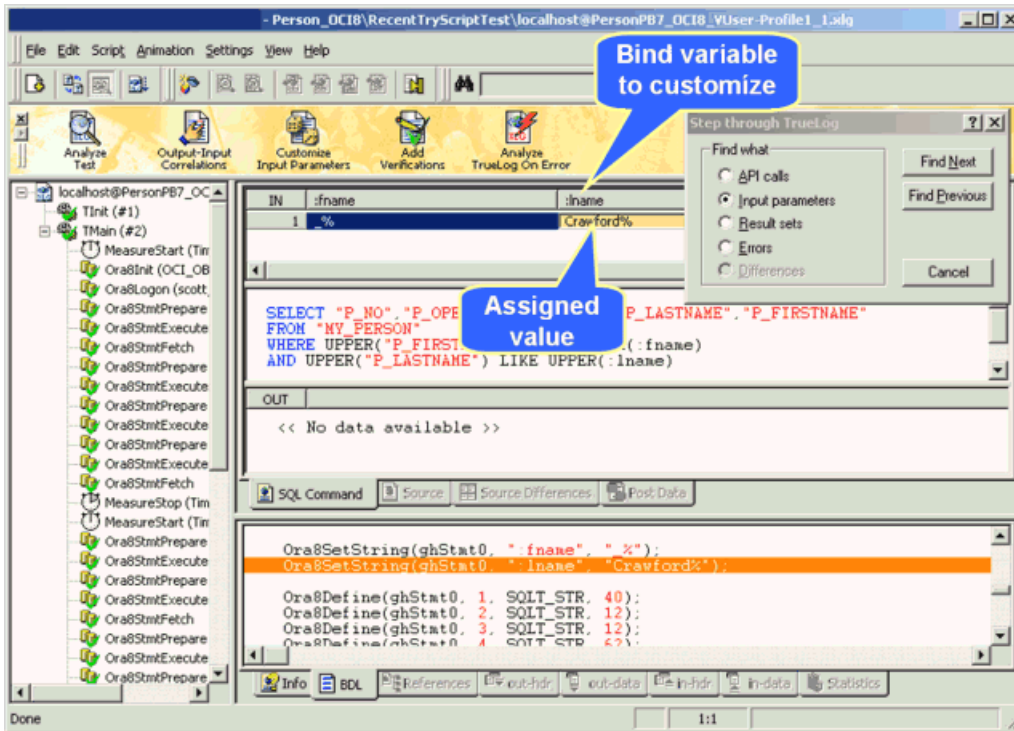 - Person_OCI8\RecentTryScriptTest\localhost@PersonPB7_OCI8_VUser-Profile1_1.xlg
File Edit Script Animation Settings View Help
Bind variable
to customize
Analyze
Test
Output-Input
Correlations
Customize
Input Parameters
Add
Verifications
Analyze
TrueLog On Error
Step through TrueLog
Find what
API calls
Input parameters
Result sets
Errors
Differences
Find Next
Find Previous
Cancel
localhost@PersonPB7_OC
TInit (#1)
TMain (#2)
MeasureStart (Tim
Ora8Init (OCI_OB
Ora8Logon (scott_
Ora8StmtPrepare
Ora8StmtExecute
Ora8StmtFetch
Ora8StmtPrepare
Ora8StmtExecute
Ora8StmtPrepare
Ora8StmtExecute
Ora8StmtPrepare
Ora8StmtExecute
Ora8StmtFetch
MeasureStop (Tim
MeasureStart (Tim
Ora8StmtPrepare
Ora8StmtExecute
Ora8StmtPrepare
Ora8StmtExecute
Ora8StmtFetch
Ora8StmtPrepare
Ora8StmtExecute
Ora8StmtPrepare
IN :fname :lname
1 _% Crawford%
Assigned
value
SELECT "P_NO","P_OPE P_LASTNAME","P_FIRSTNAME"
FROM "MY_PERSON"
WHERE UPPER("P_FIRST (:fname)
AND UPPER("P_LASTNAME") LIKE UPPER(:lname)
OUT
<< No data available >>
SQL Command Source Source Differences Post Data
Ora8SetString(ghStmt0, ":fname", "_%");
Ora8SetString(ghStmt0, ":lname", "Crawford%");
Ora8Define(ghStmt0, 1, SQLT_STR, 40);
Ora8Define(ghStmt0, 2, SQLT_STR, 12);
Ora8Define(ghStmt0, 3, SQLT_STR, 12);
Ora8Define(ghStmt0, 4, SQLT_STR, 62);
Info BDL References out-hdr out-data in-hdr in-data Statistics
Done
1:1